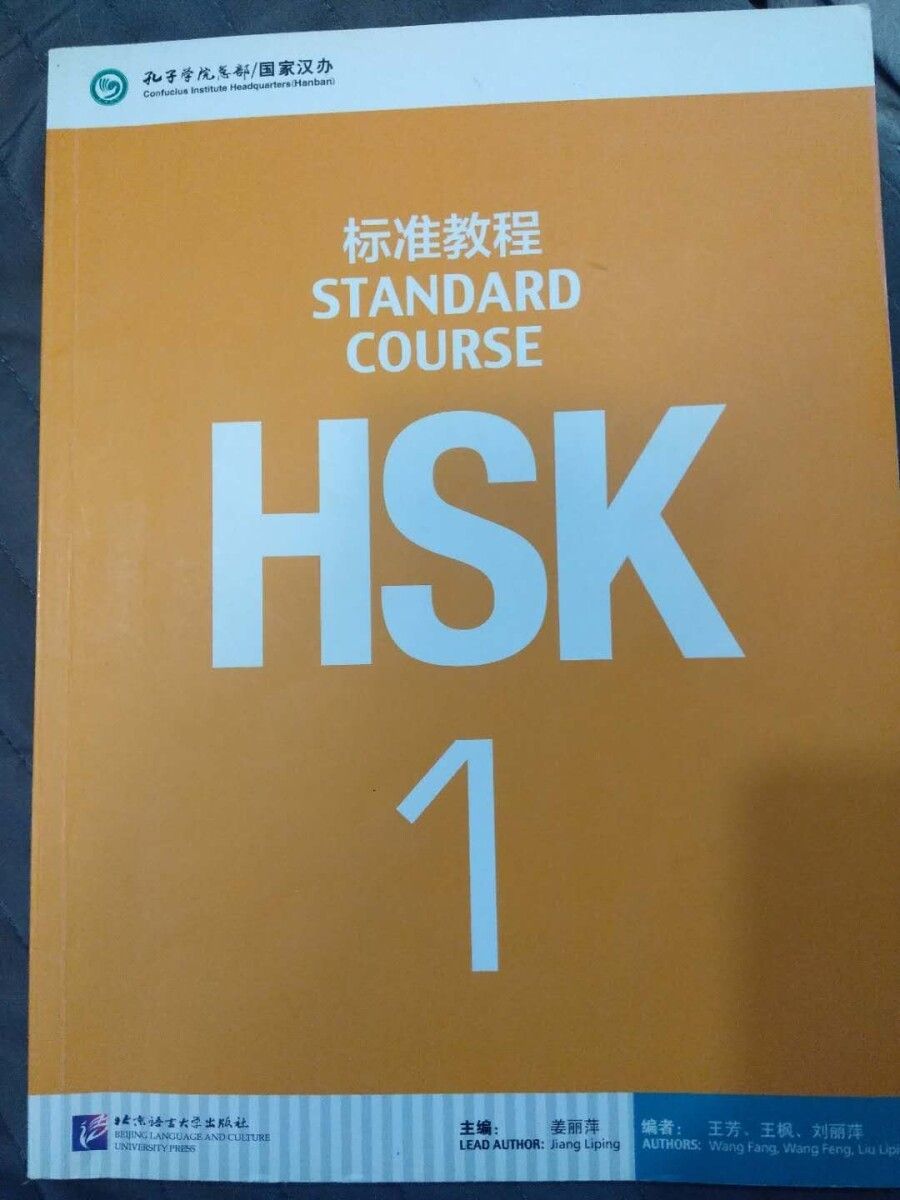 孔子学院总部/国家汉办
Confucius Institute Headquarters(Hanban)
标准教程
STANDARD
COURSE
HSK
1
北京语言大学出版社
BEIJING LANGUAGE AND CULTURE
UNIVERSITY PRESS
主编： 姜丽萍
LEAD AUTHOR: Jiang Liping
编者： 王芳、王枫、刘丽萍
AUTHORS: Wang Fang, Wang Feng, Liu Lipi